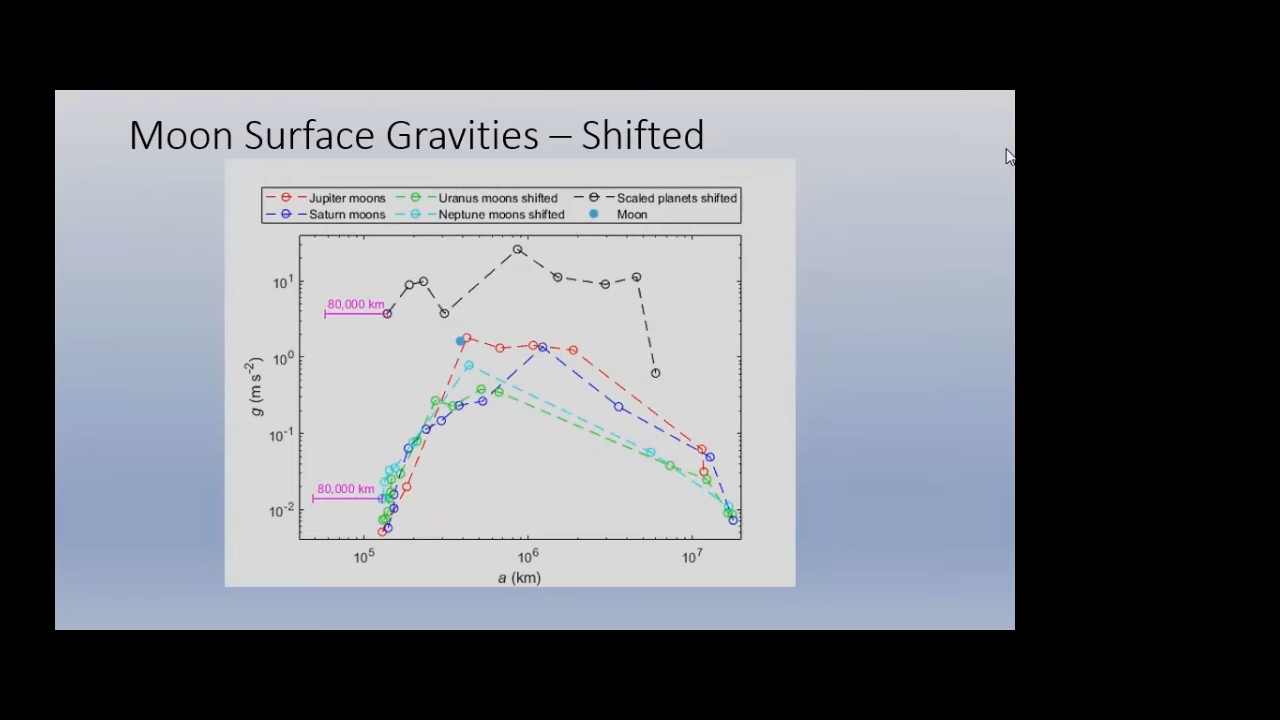 Moon Surface Gravities – Shifted
Jupiter moons Uranus moons shifted Scaled planets shifted
Saturn moons Neptune moons shifted Moon
10^1
80,000 km
10^0
g (m s^-2)
10^-1
80,000 km
10^-2
10^5 10^6 10^7
a (km)